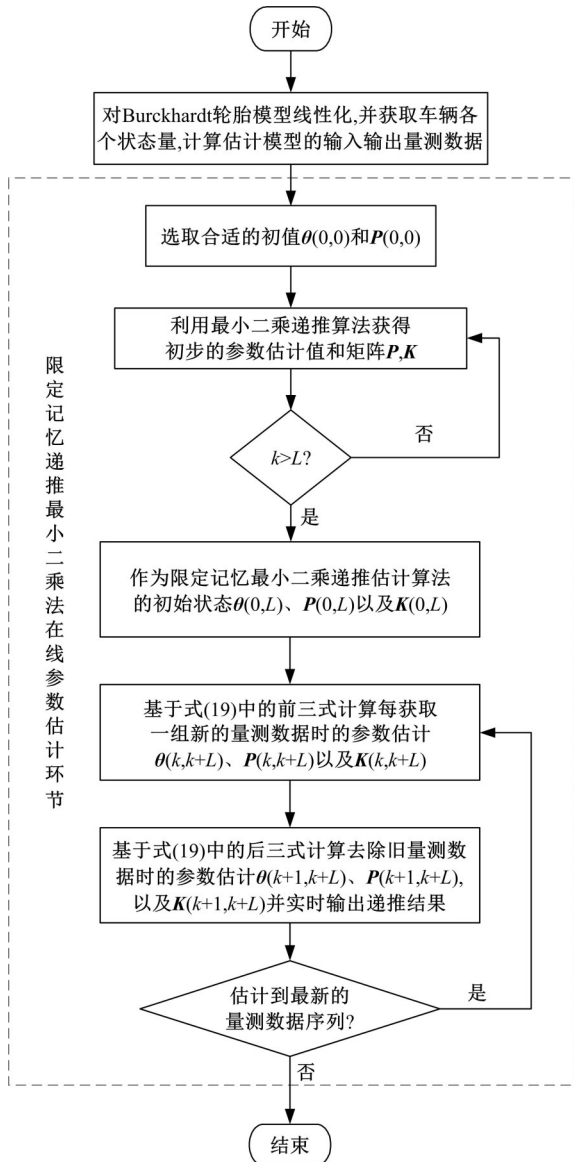 开始
对Burckhardt轮胎模型线性化,并获取车辆各
个状态量,计算估计模型的输入输出量测数据
选取合适的初值θ(0,0)和P(0,0)
利用最小二乘递推算法获得
初步的参数估计值和矩阵P,K
k>L?
否
是
作为限定记忆最小二乘递推估计算法
的初始状态θ(0,L)、P(0,L)以及K(0,L)
基于式(19)中的前三式计算每获取
一组新的量测数据时的参数估计
θ(k,k+L)、P(k,k+L)以及K(k,k+L)
基于式(19)中的后三式计算去除旧量测数
据时的参数估计θ(k+1,k+L)、P(k+1,k+L),
以及K(k+1,k+L)并实时输出递推结果
估计到最新的
量测数据序列?
是
否
结束
限定记忆递推最小二乘法在线参数估计环节